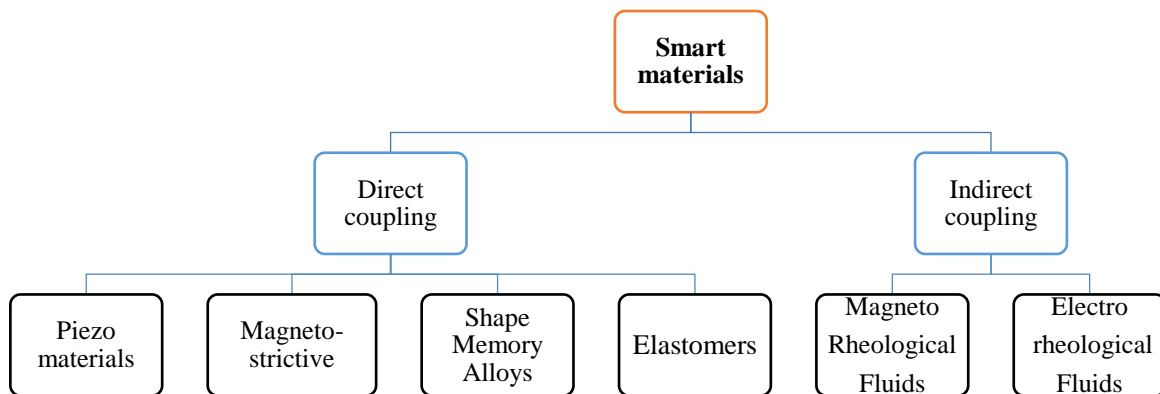 Smart
materials
Direct
coupling
Indirect
coupling
Piezo
materials
Magneto-
strictive
Shape
Memory
Alloys
Elastomers
Magneto
Rheological
Fluids
Electro
rheological
Fluids